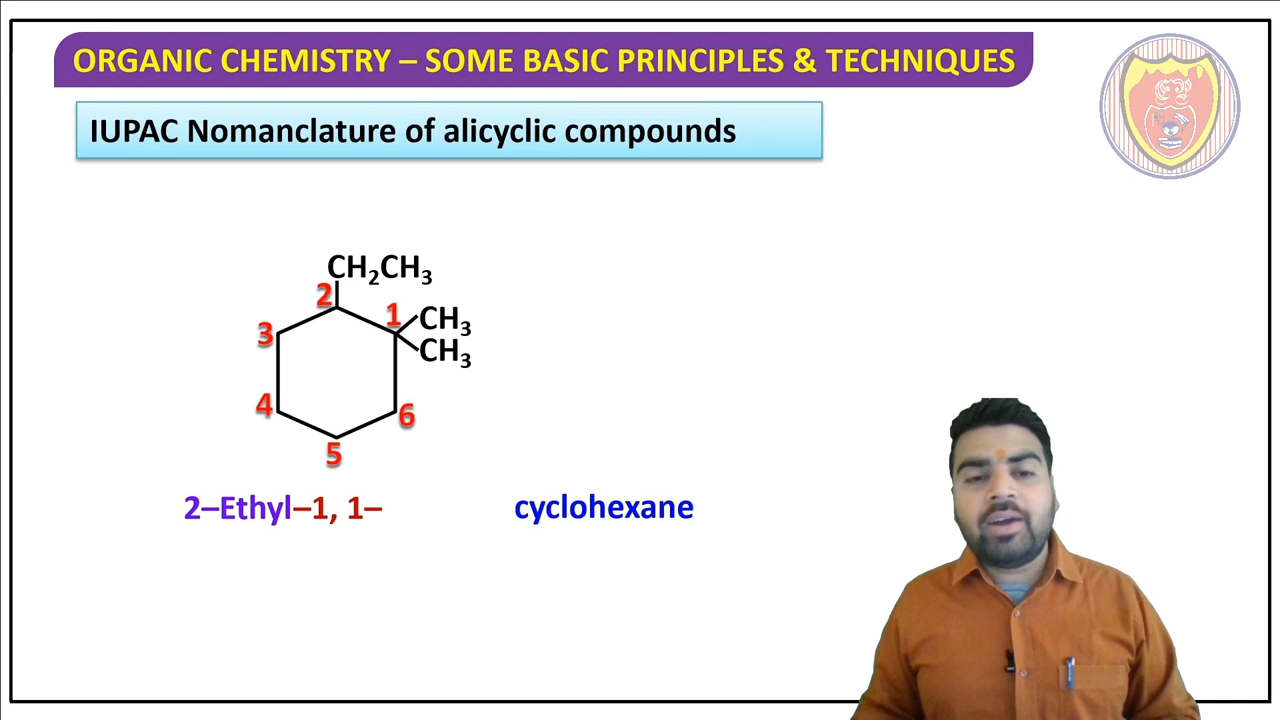 ORGANIC CHEMISTRY – SOME BASIC PRINCIPLES & TECHNIQUES
IUPAC Nomanclature of alicyclic compounds
CH₂CH₃
2
1 CH₃
3
CH₃
4
6
5
2–Ethyl–1, 1– cyclohexane